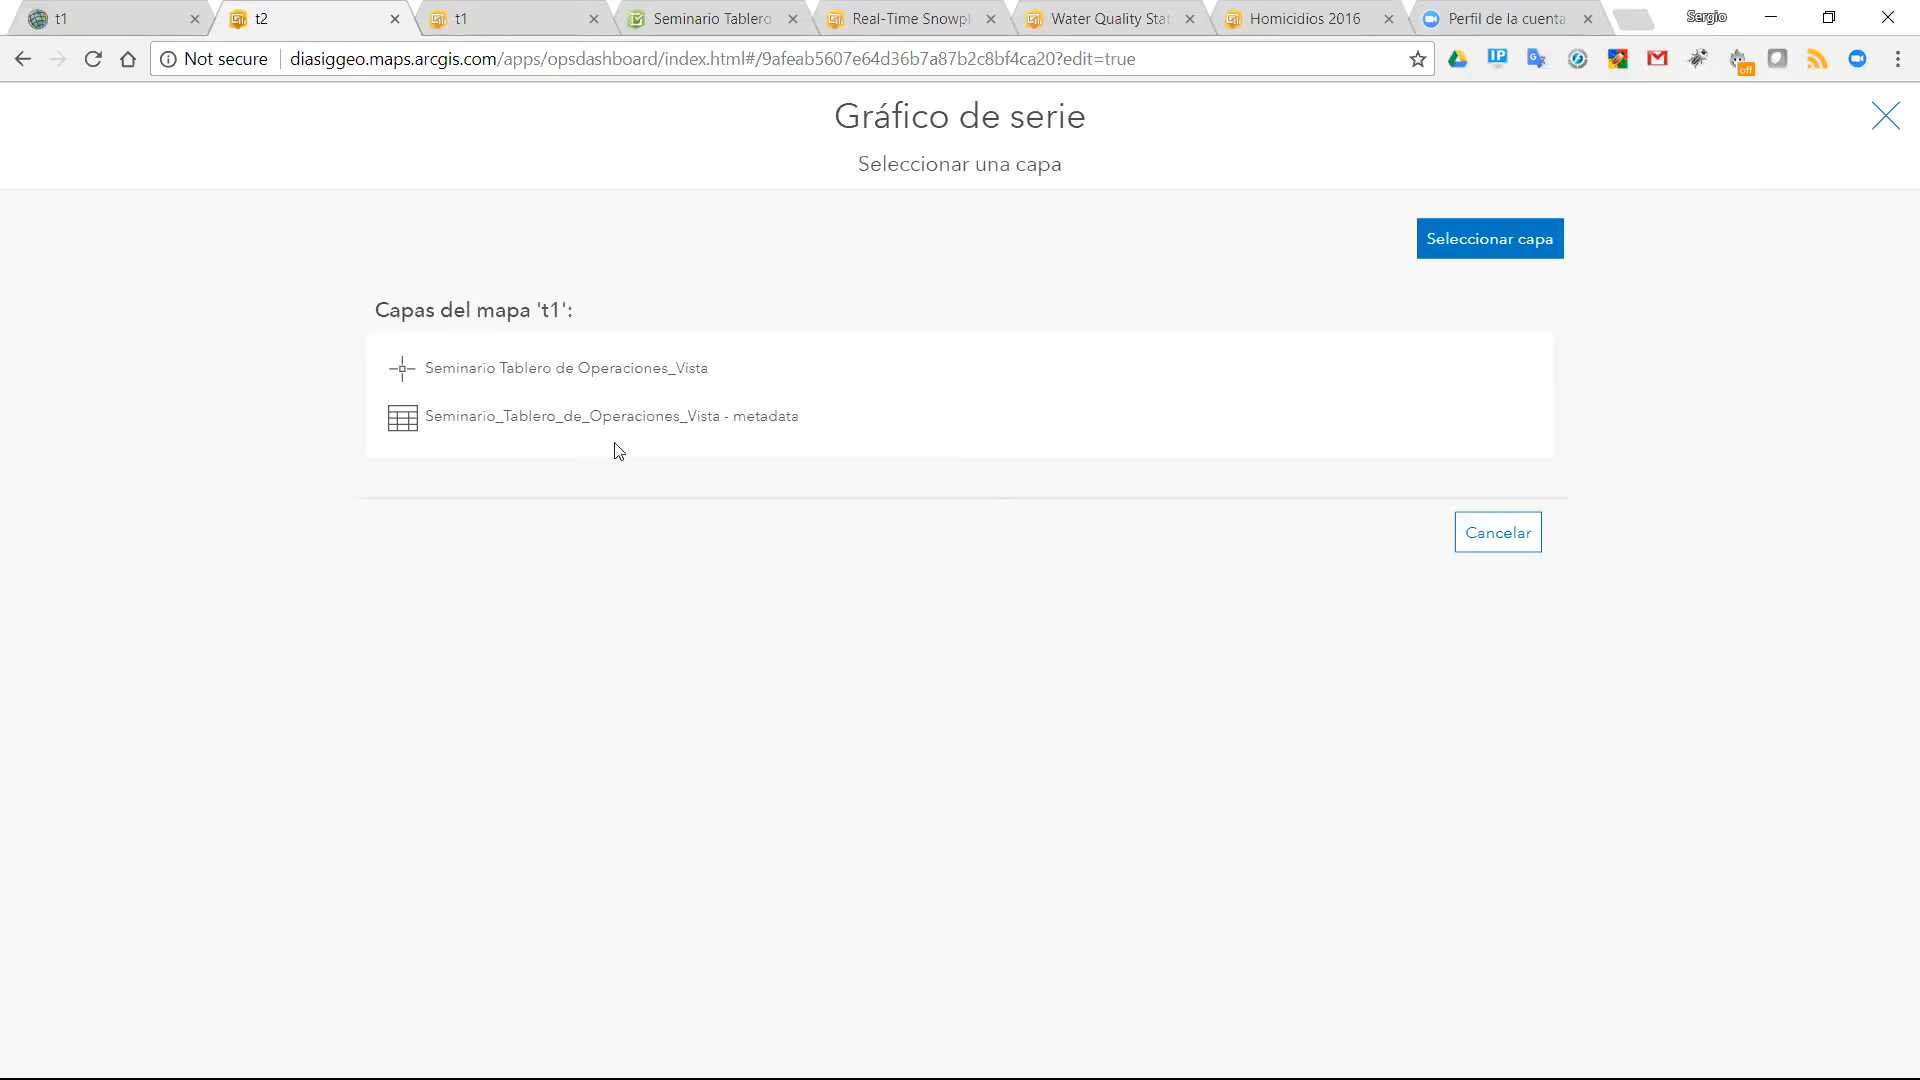 t1
t2
t1
Seminario Tablero
Real-Time Snowpl
Water Quality Stat
Homicidios 2016
Perfil de la cuenta
Sergio
Not secure
diasiggeo.maps.arcgis.com/apps/opsdashboard/index.html#/9afeab5607e64d36b7a87b2c8bf4ca20?edit=true
IP
off
Gráfico de serie
Seleccionar una capa
Seleccionar capa
Capas del mapa 't1':
Seminario Tablero de Operaciones_Vista
Seminario_Tablero_de_Operaciones_Vista - metadata
Cancelar